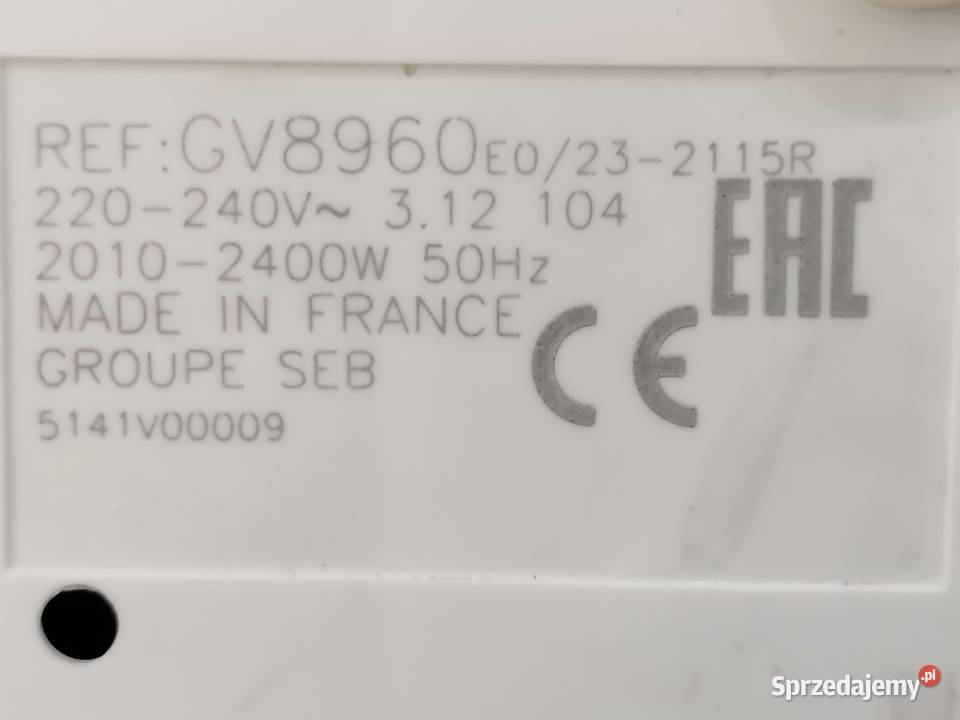 REF:GV8960E0/23-2115R
220-240V~ 3.12 104
2010-2400W 50Hz
MADE IN FRANCE
GROUPE SEB
5141V00009
EAC
CE
Sprzedajemy.pl